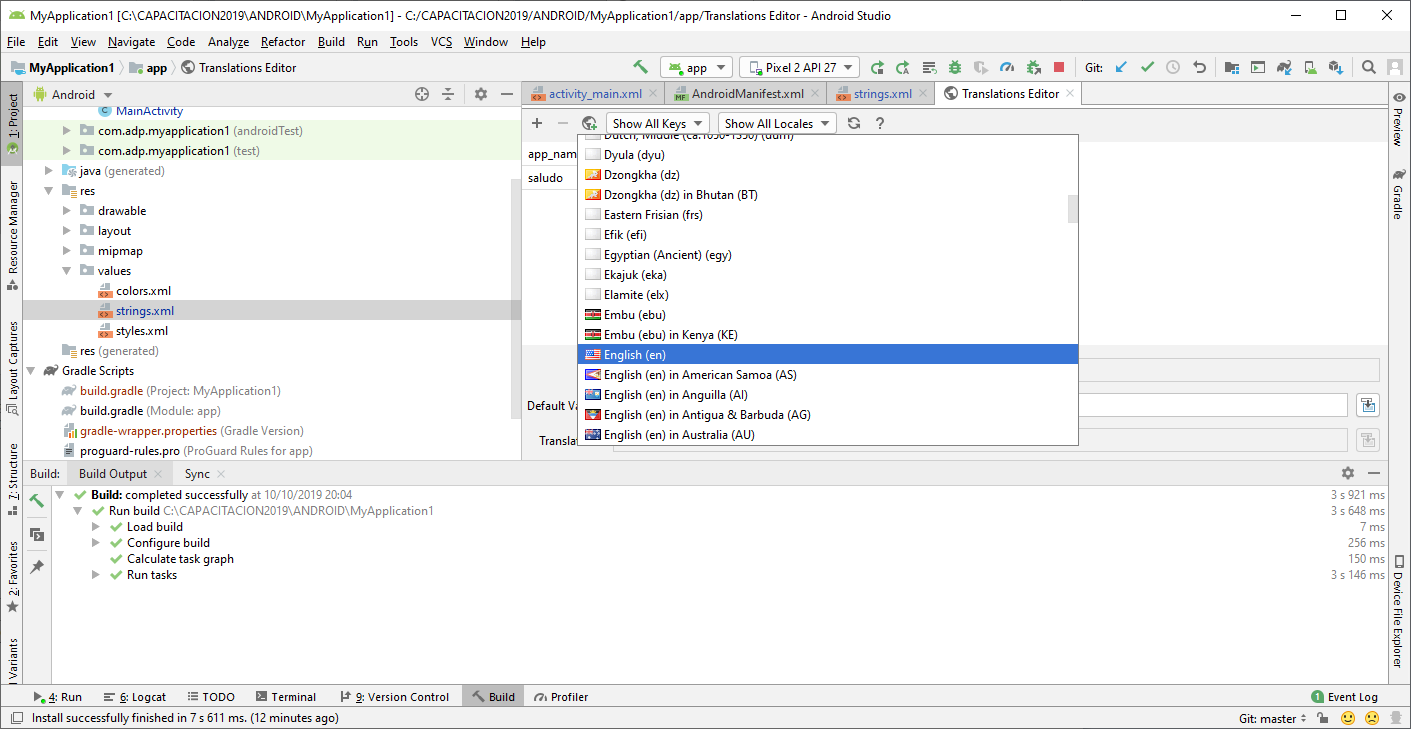 MyApplication1 [C:\CAPACITACION2019\ANDROID\MyApplication1] - C:/CAPACITACION2019/ANDROID/MyApplication1/app/Translations Editor - Android Studio
File Edit View Navigate Code Analyze Refactor Build Run Tools VCS Window Help
MyApplication1 app Translations Editor app Pixel 2 API 27 Git:
1: Project
Resource Manager
Layout Captures
7: Structure
2: Favorites
Variants
Android
MainActivity
com.adp.myapplication1 (androidTest)
com.adp.myapplication1 (test)
java (generated)
res
drawable
layout
mipmap
values
colors.xml
strings.xml
styles.xml
res (generated)
Gradle Scripts
build.gradle (Project: MyApplication1)
build.gradle (Module: app)
gradle-wrapper.properties (Gradle Version)
proguard-rules.pro (ProGuard Rules for app)
activity_main.xml AndroidManifest.xml strings.xml Translations Editor
Show All Keys Show All Locales ?
app_nam
saludo
Dutch, Middle (ca.1050-1350) (dum)
Dyula (dyu)
Dzongkha (dz)
Dzongkha (dz) in Bhutan (BT)
Eastern Frisian (frs)
Efik (efi)
Egyptian (Ancient) (egy)
Ekajuk (eka)
Elamite (elx)
Embu (ebu)
Embu (ebu) in Kenya (KE)
English (en)
English (en) in American Samoa (AS)
English (en) in Anguilla (AI)
English (en) in Antigua & Barbuda (AG)
English (en) in Australia (AU)
Default Va
Translat
Preview
Gradle
Device File Explorer
Build: Build Output Sync
Build: completed successfully at 10/10/2019 20:04 3 s 921 ms
Run build C:\CAPACITACION2019\ANDROID\MyApplication1 3 s 648 ms
Load build 7 ms
Configure build 256 ms
Calculate task graph 150 ms
Run tasks 3 s 146 ms
4: Run 6: Logcat TODO Terminal 9: Version Control Build Profiler 1 Event Log
Install successfully finished in 7 s 611 ms. (12 minutes ago) Git: master